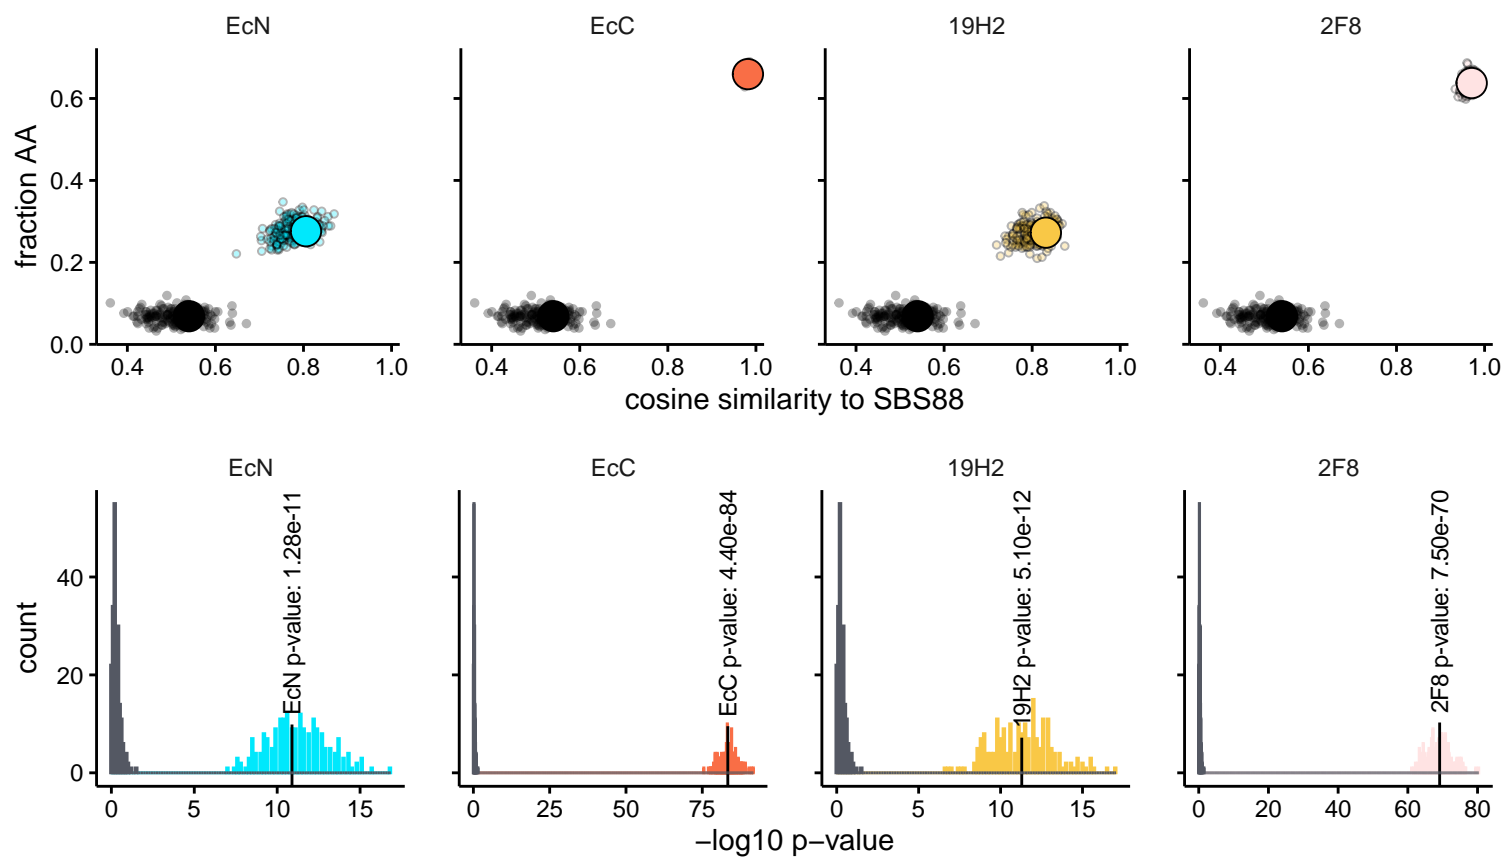 EcN EcC 19H2 2F8
fraction AA
0.6
0.4
0.2
0.0
0.4 0.6 0.8 1.0 0.4 0.6 0.8 1.0 0.4 0.6 0.8 1.0 0.4 0.6 0.8 1.0
cosine similarity to SBS88
EcN EcC 19H2 2F8
EcN p-value: 1.28e-11
EcC p-value: 4.40e-84
19H2 p-value: 5.10e-12
2F8 p-value: 7.50e-70
count
40
20
0
0 5 10 15 0 25 50 75 0 5 10 15 0 20 40 60 80
−log10 p−value